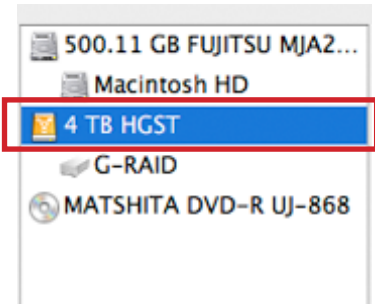 500.11 GB FUJITSU MJA2...
Macintosh HD
4 TB HGST
G-RAID
MATSHITA DVD-R UJ-868